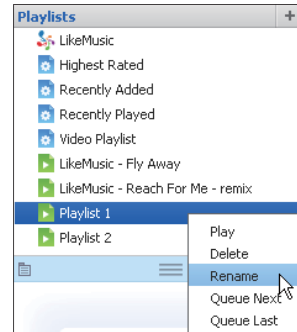 Playlists +
LikeMusic
Highest Rated
Recently Added
Recently Played
Video Playlist
LikeMusic - Fly Away
LikeMusic - Reach For Me - remix
Playlist 1
Playlist 2
Play
Delete
Rename
Queue Next
Queue Last